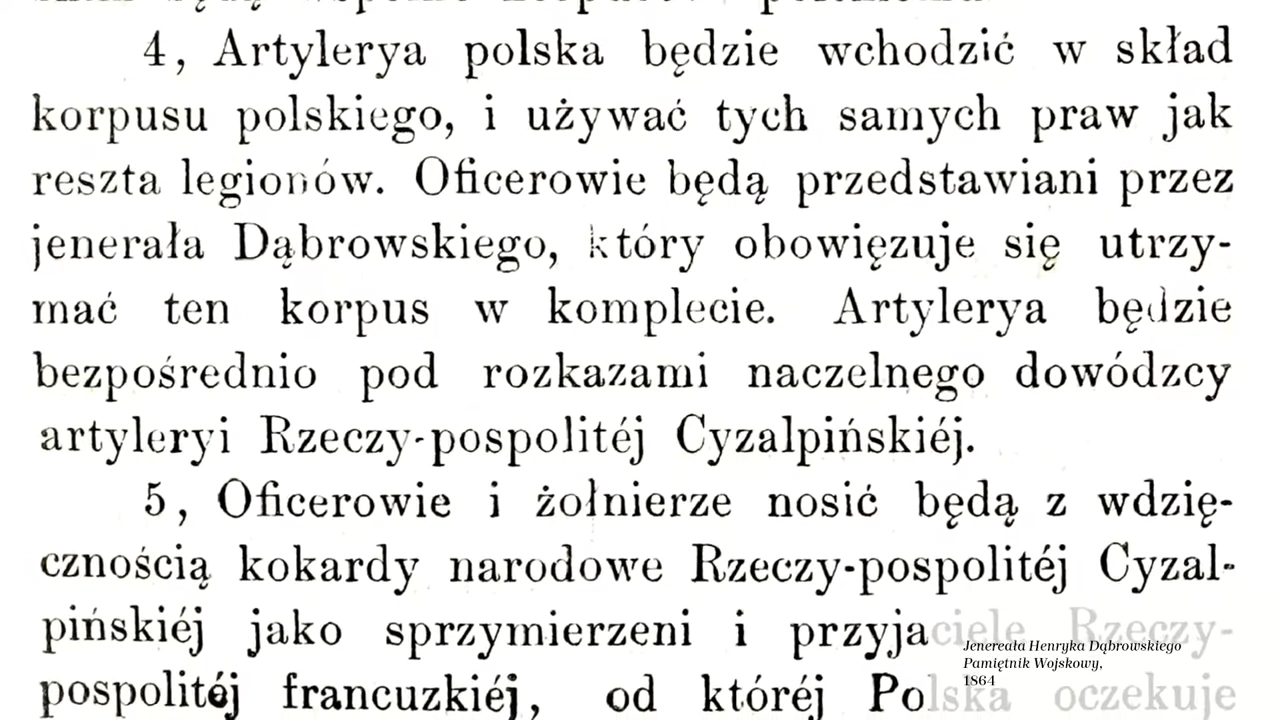 4, Artylerya polska będzie wchodzić w skład
korpusu polskiego, i używać tych samych praw jak
reszta legionów. Oficerowie będą przedstawiani przez
jenerała Dąbrowskiego, który obowięzuje się utrzy-
mać ten korpus w komplecie. Artylerya będzie
bezpośrednio pod rozkazami naczelnego dowódzcy
artyleryi Rzeczy-pospolitéj Cyzalpińskiéj.
5, Oficerowie i żołnierze nosić będą z wdzię-
cznością kokardy narodowe Rzeczy-pospolitéj Cyzal-
pińskiéj jako sprzymierzeni i przyjaciele Rzeczy-
pospolitéj francuzkiéj, od któréj Polska oczekuje
Jenereała Henryka Dąbrowskiego
Pamiętnik Wojskowy,
1864